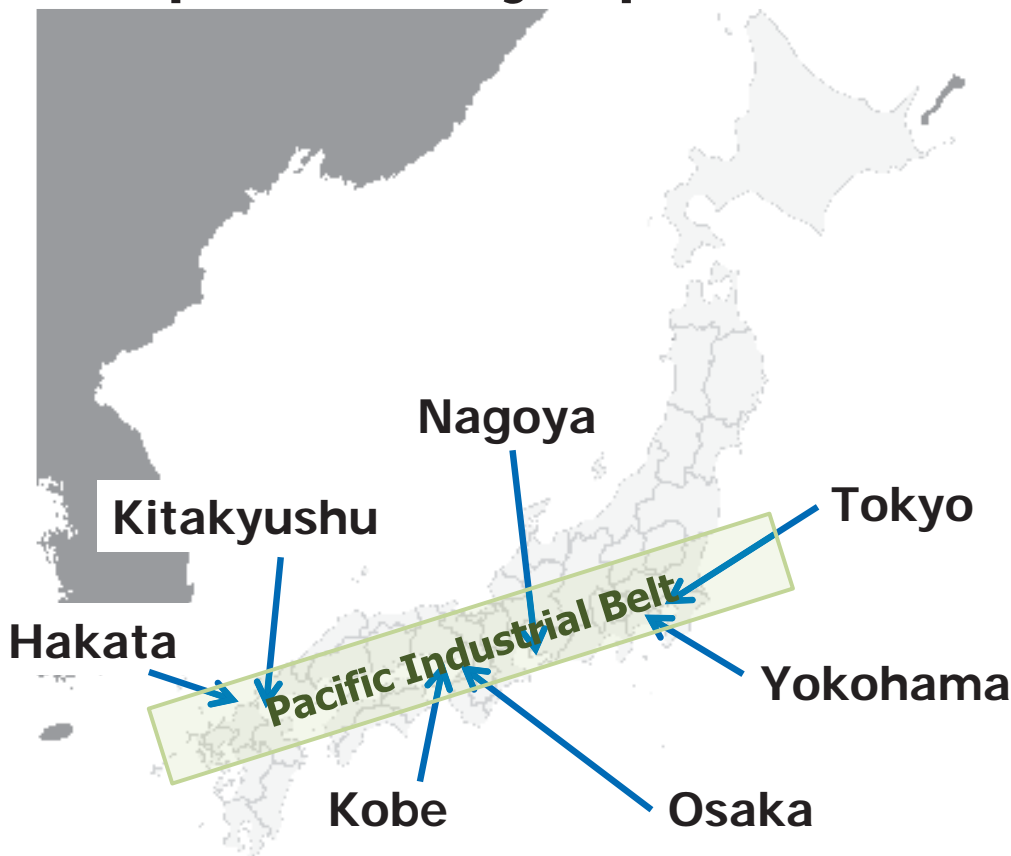 Nagoya
Tokyo
Kitakyushu
Pacific Industrial Belt
Hakata
Yokohama
Kobe
Osaka